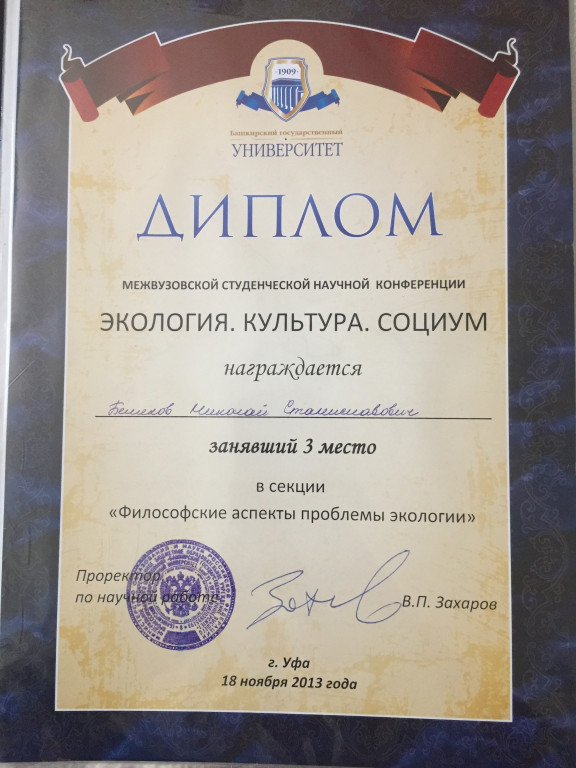 1909
Башкирский государственный
УНИВЕРСИТЕТ
ДИПЛОМ
МЕЖВУЗОВСКОЙ СТУДЕНЧЕСКОЙ НАУЧНОЙ КОНФЕРЕНЦИИ
ЭКОЛОГИЯ. КУЛЬТУРА. СОЦИУМ
награждается
Николай Станиславович
занявший 3 место
в секции
«Философские аспекты проблемы экологии»
Проректор
по научной работе
В.П. Захаров
г. Уфа
18 ноября 2013 года